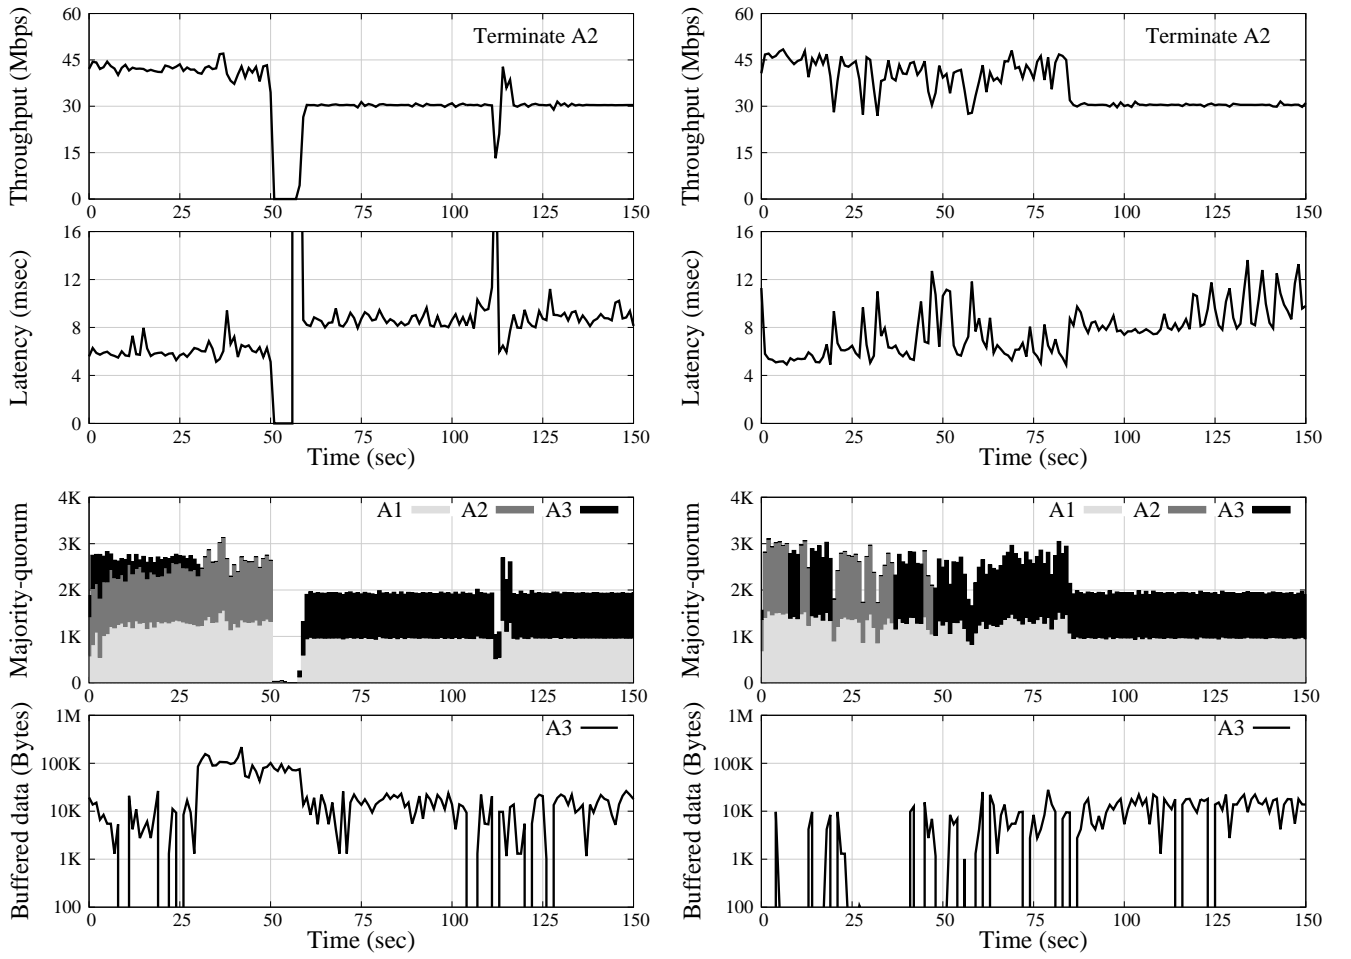 Throughput (Mbps)
60
45
30
15
0
Terminate A2
0 25 50 75 100 125 150
Latency (msec)
16
12
8
4
0
0 25 50 75 100 125 150
Time (sec)
Throughput (Mbps)
60
45
30
15
0
Terminate A2
0 25 50 75 100 125 150
Latency (msec)
16
12
8
4
0
0 25 50 75 100 125 150
Time (sec)
Majority-quorum
4K
3K
2K
1K
0
A1 A2 A3
0 25 50 75 100 125 150
Buffered data (Bytes)
1M
100K
10K
1K
100
A3
0 25 50 75 100 125 150
Time (sec)
Majority-quorum
4K
3K
2K
1K
0
A1 A2 A3
0 25 50 75 100 125 150
Buffered data (Bytes)
1M
100K
10K
1K
100
A3
0 25 50 75 100 125 150
Time (sec)